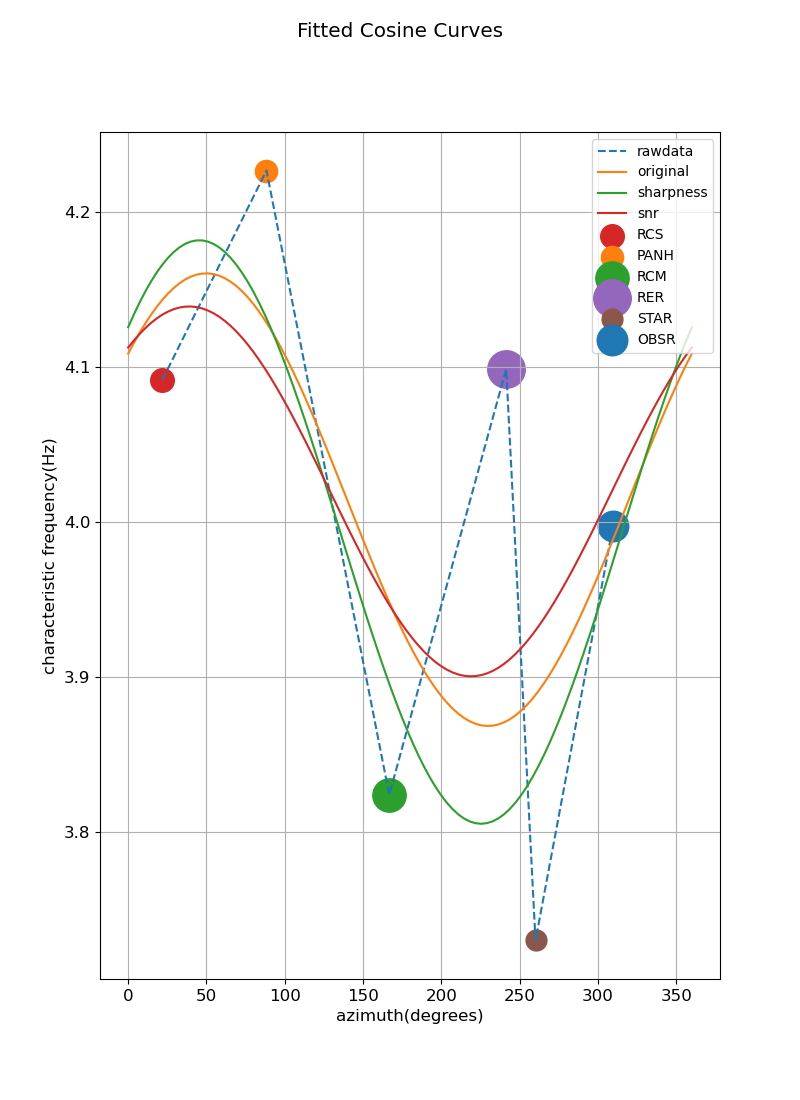 Fitted Cosine Curves
rawdata
original
sharpness
snr
RCS
PANH
RCM
RER
STAR
OBSR
characteristic frequency(Hz)
4.2
4.1
4.0
3.9
3.8
0 50 100 150 200 250 300 350
azimuth(degrees)